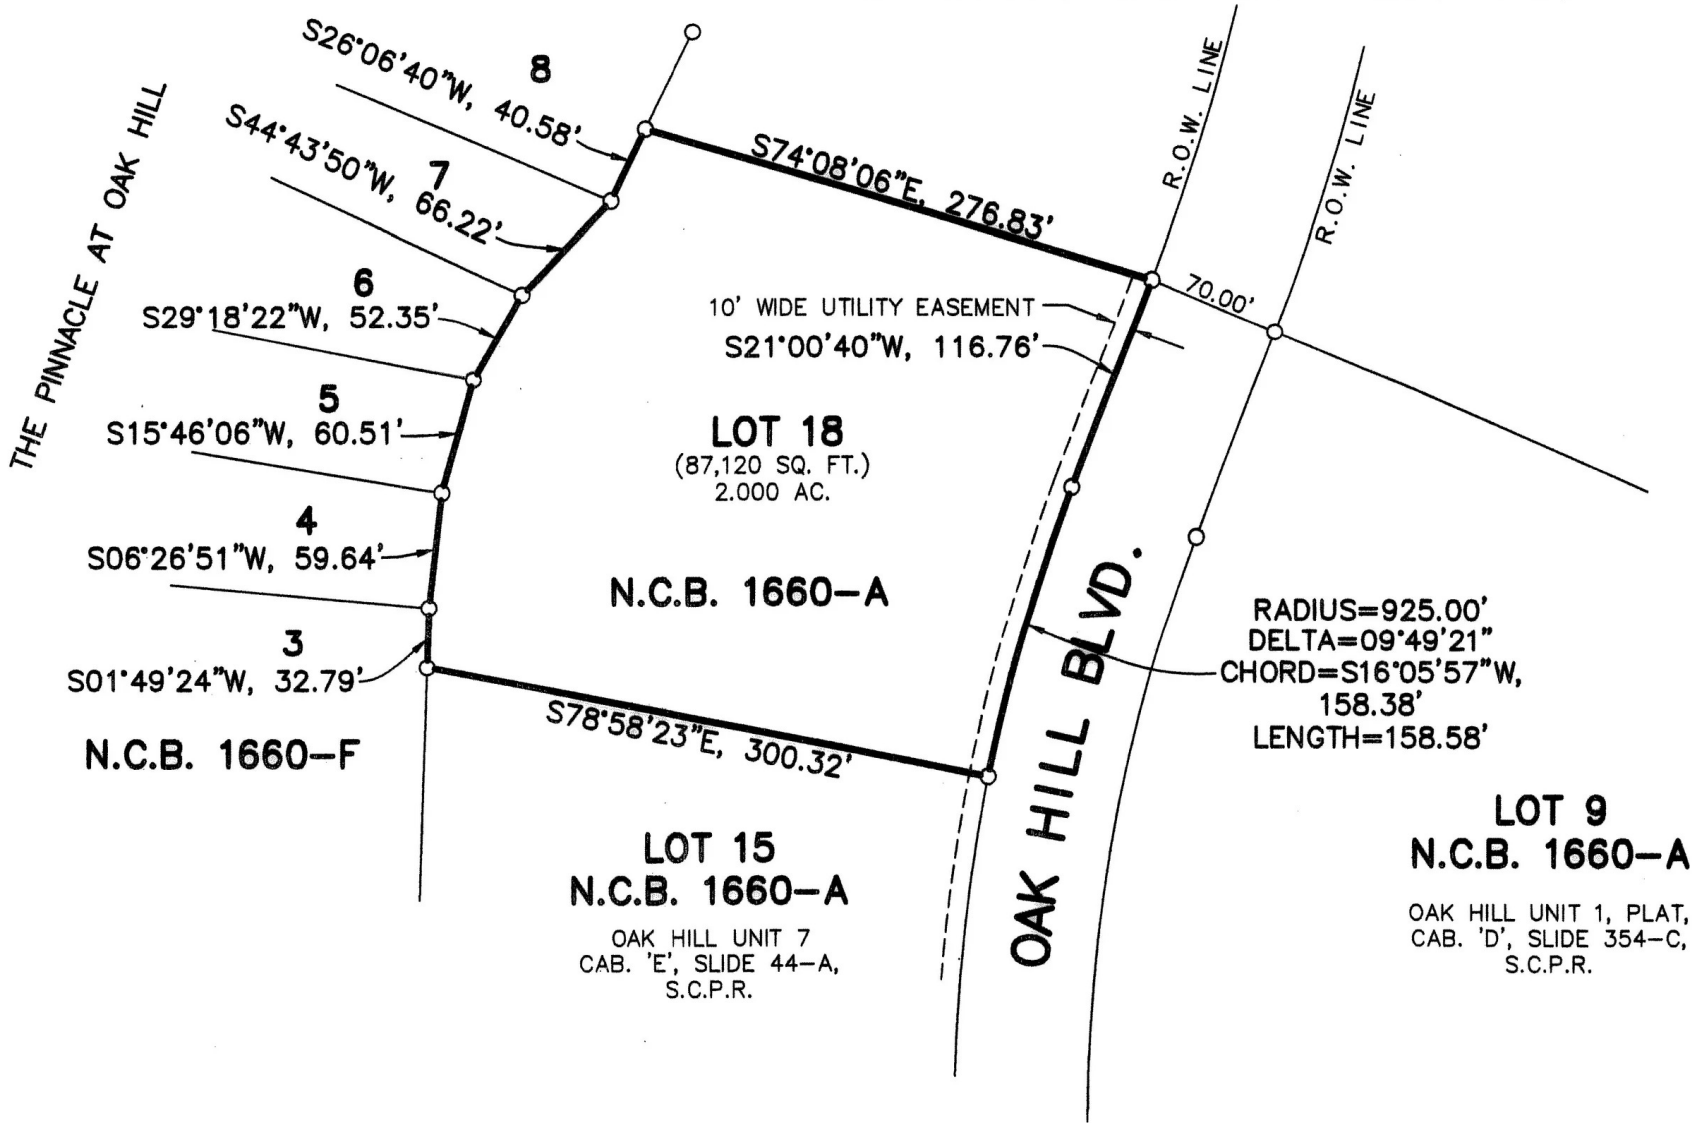 S26°06'40"W, 40.58'
8
S44°43'50"W, 66.22'
7
THE PINNACLE AT OAK HILL
6
S29°18'22"W, 52.35'
5
S15°46'06"W, 60.51'
4
S06°26'51"W, 59.64'
3
S01°49'24"W, 32.79'
N.C.B. 1660-F
S74°08'06"E, 276.83'
R.O.W. LINE
R.O.W. LINE
70.00'
10' WIDE UTILITY EASEMENT
S21°00'40"W, 116.76'
LOT 18
(87,120 SQ. FT.)
2.000 AC.
N.C.B. 1660-A
S78°58'23"E, 300.32'
OAK HILL BLVD.
RADIUS=925.00'
DELTA=09°49'21"
CHORD=S16°05'57"W,
158.38'
LENGTH=158.58'
LOT 15
N.C.B. 1660-A
OAK HILL UNIT 7
CAB. 'E', SLIDE 44-A,
S.C.P.R.
LOT 9
N.C.B. 1660-A
OAK HILL UNIT 1, PLAT,
CAB. 'D', SLIDE 354-C,
S.C.P.R.